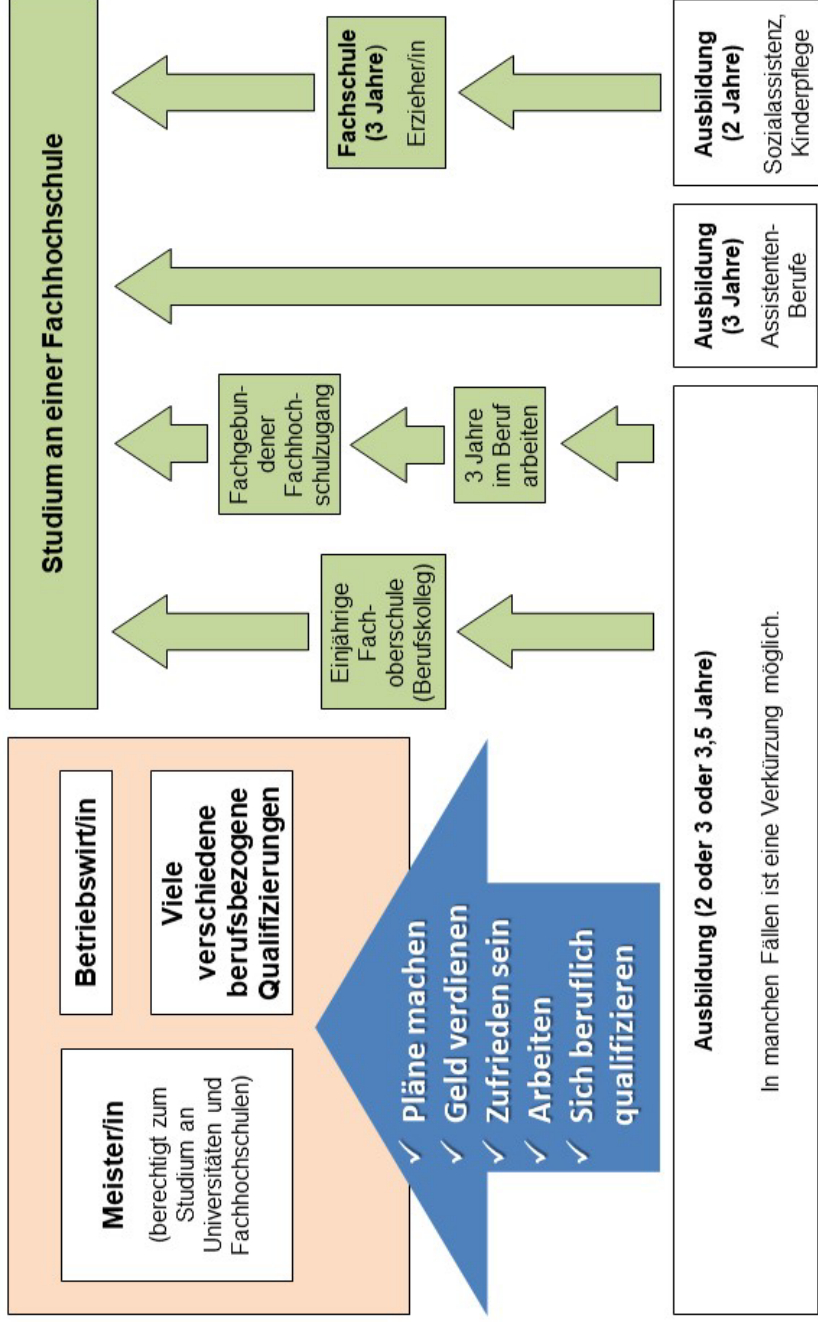 Meister/in
(berechtigt zum
Studium an
Universitäten und
Fachhochschulen)
Betriebswirt/in
Viele
verschiedene
berufsbezogene
Qualifizierungen
Studium an einer Fachhochschule
✓ Pläne machen
✓ Geld verdienen
✓ Zufrieden sein
✓ Arbeiten
✓ Sich beruflich
qualifizieren
Einjährige
Fach-
oberschule
(Berufskolleg)
Fachgebun-
dener
Fachhoch-
schulzugang
3 Jahre
im Beruf
arbeiten
Fachschule
(3 Jahre)
Erzieher/in
Ausbildung (2 oder 3 oder 3,5 Jahre)
In manchen Fällen ist eine Verkürzung möglich.
Ausbildung
(3 Jahre)
Assistenten-
Berufe
Ausbildung
(2 Jahre)
Sozialassistenz,
Kinderpflege